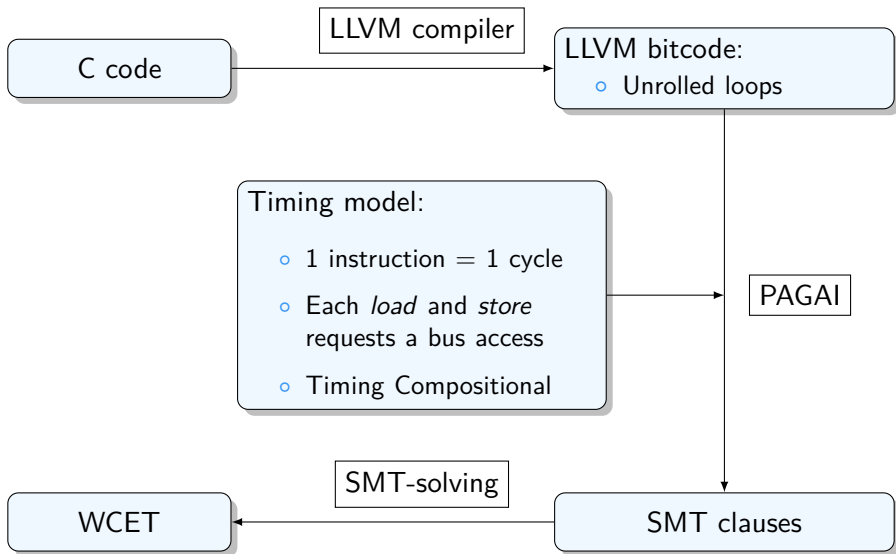 LLVM compiler
C code
LLVM bitcode:
◦ Unrolled loops
Timing model:
◦ 1 instruction = 1 cycle
◦ Each load and store
requests a bus access
◦ Timing Compositional
PAGAI
SMT-solving
WCET
SMT clauses